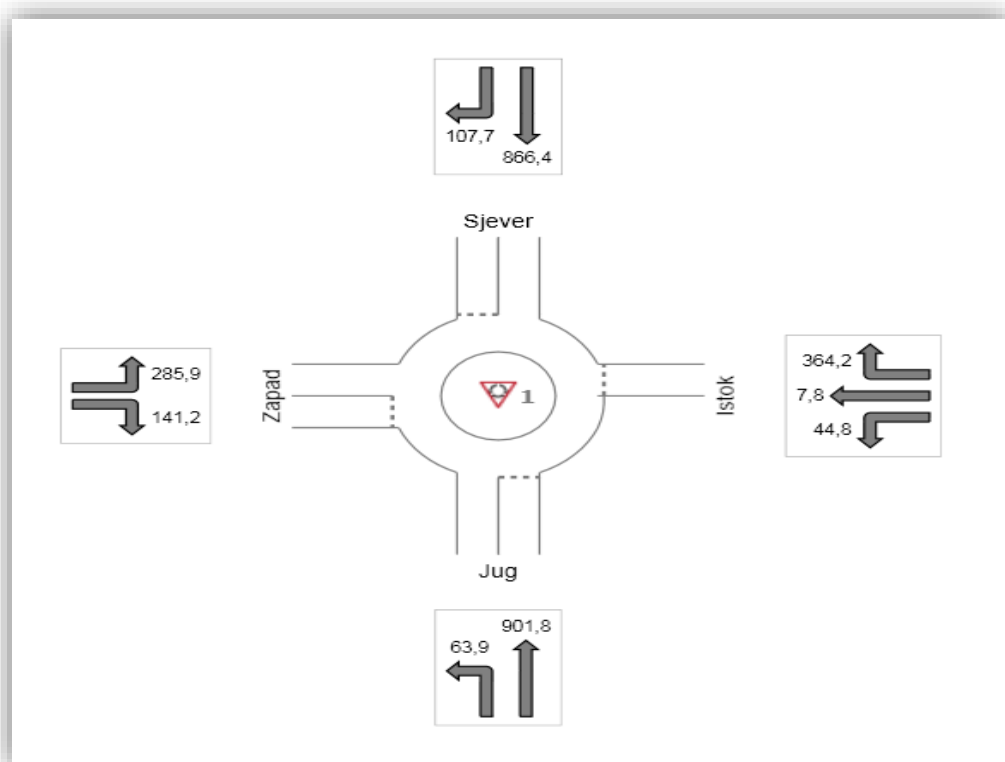 107,7
866,4
Sjever
285,9
141,2
Zapad
1
Istok
364,2
7,8
44,8
Jug
63,9
901,8